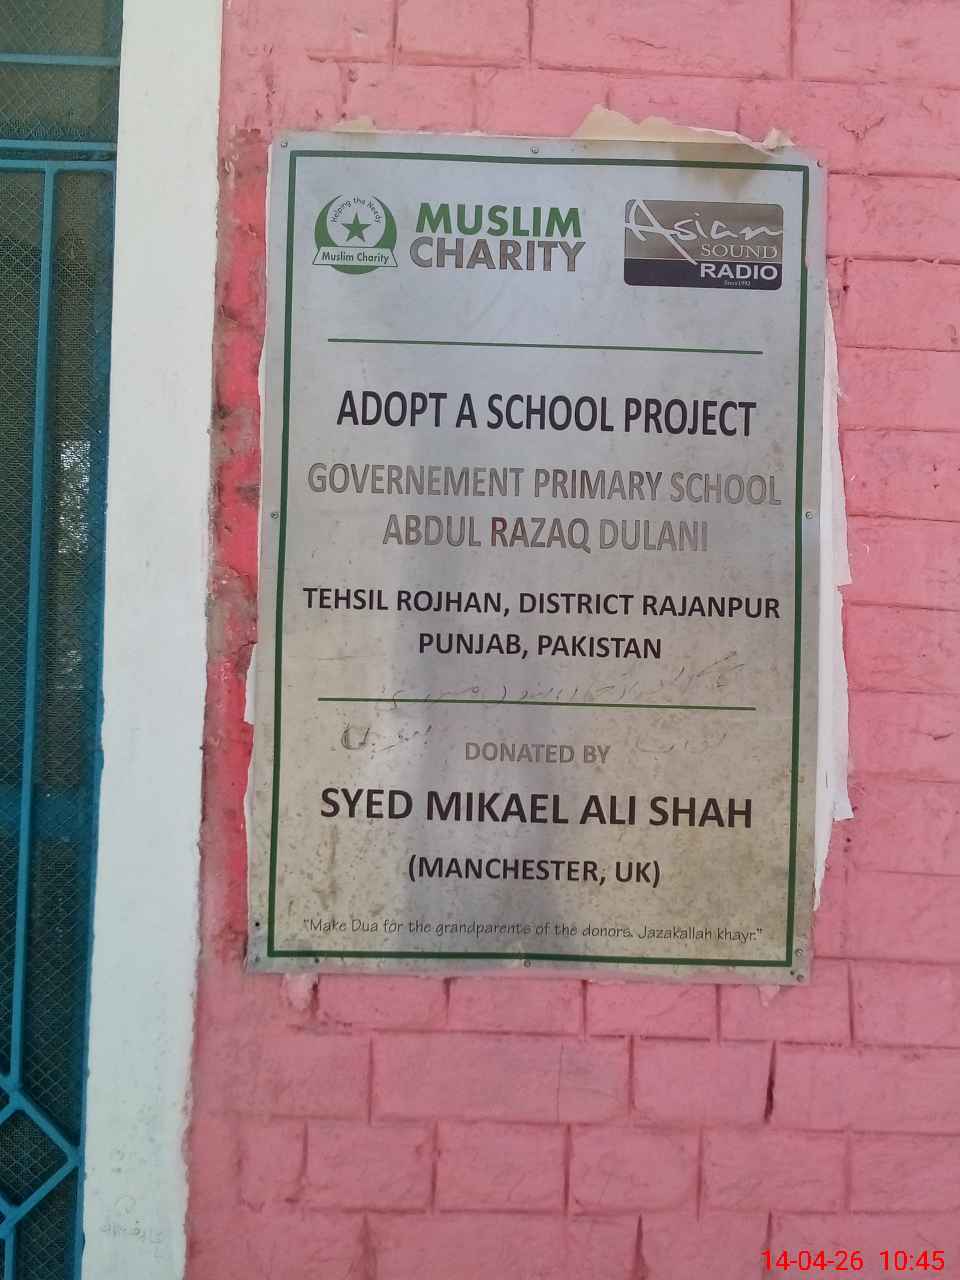 Helping the Needy
Muslim Charity
MUSLIM
CHARITY
Asian
SOUND
RADIO
Since 1992
ADOPT A SCHOOL PROJECT
GOVERNEMENT PRIMARY SCHOOL
ABDUL RAZAQ DULANI
TEHSIL ROJHAN, DISTRICT RAJANPUR
PUNJAB, PAKISTAN
DONATED BY
SYED MIKAEL ALI SHAH
(MANCHESTER, UK)
"Make Dua for the grandparents of the donors. Jazakallah khayr."
14-04-26 10:45